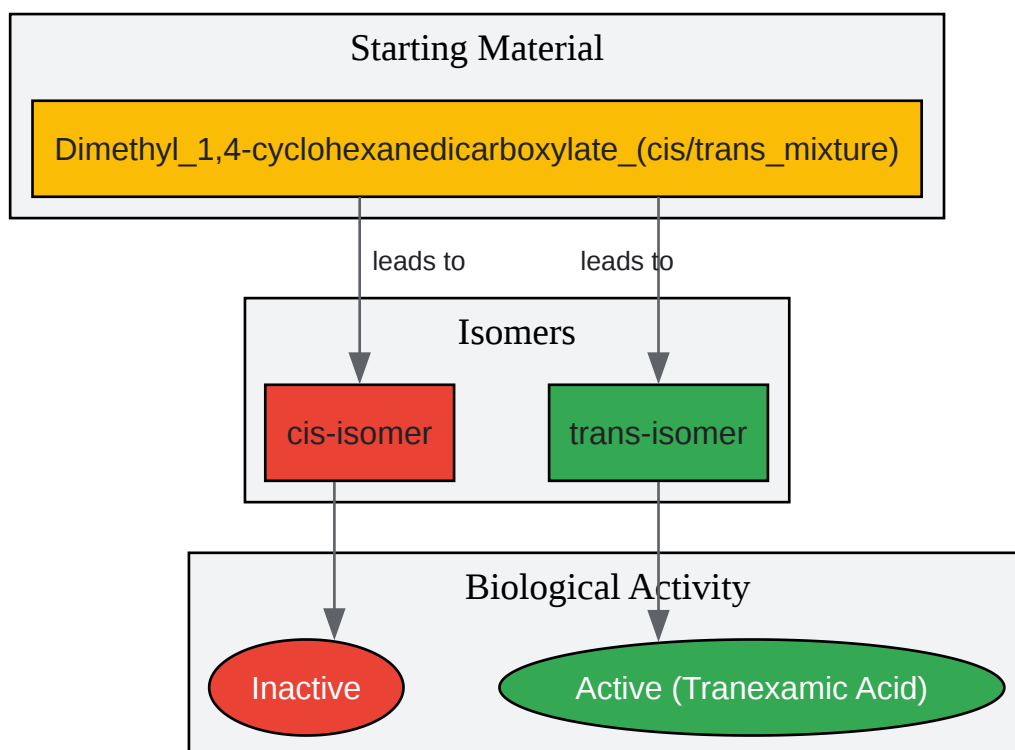 Starting Material
Dimethyl_1,4-cyclohexanedicarboxylate_(cis/trans_mixture)
leads to
leads to
Isomers
cis-isomer
trans-isomer
Biological Activity
Inactive
Active (Tranexamic Acid)